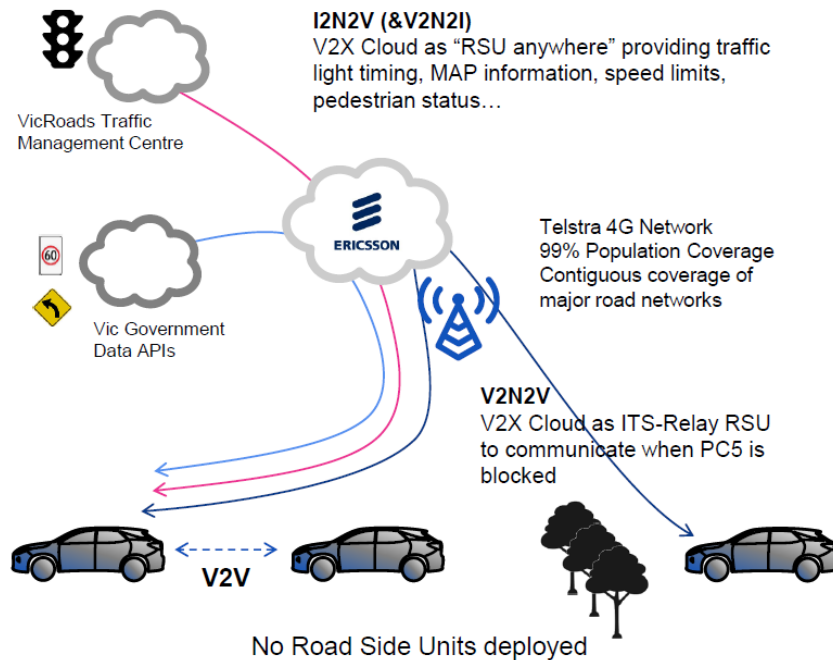 I2N2V (&V2N2I)
V2X Cloud as “RSU anywhere” providing traffic
light timing, MAP information, speed limits,
pedestrian status…
VicRoads Traffic
Management Centre
ERICSSON
60
Vic Government
Data APIs
Telstra 4G Network
99% Population Coverage
Contiguous coverage of
major road networks
V2N2V
V2X Cloud as ITS-Relay RSU
to communicate when PC5 is
blocked
V2V
No Road Side Units deployed